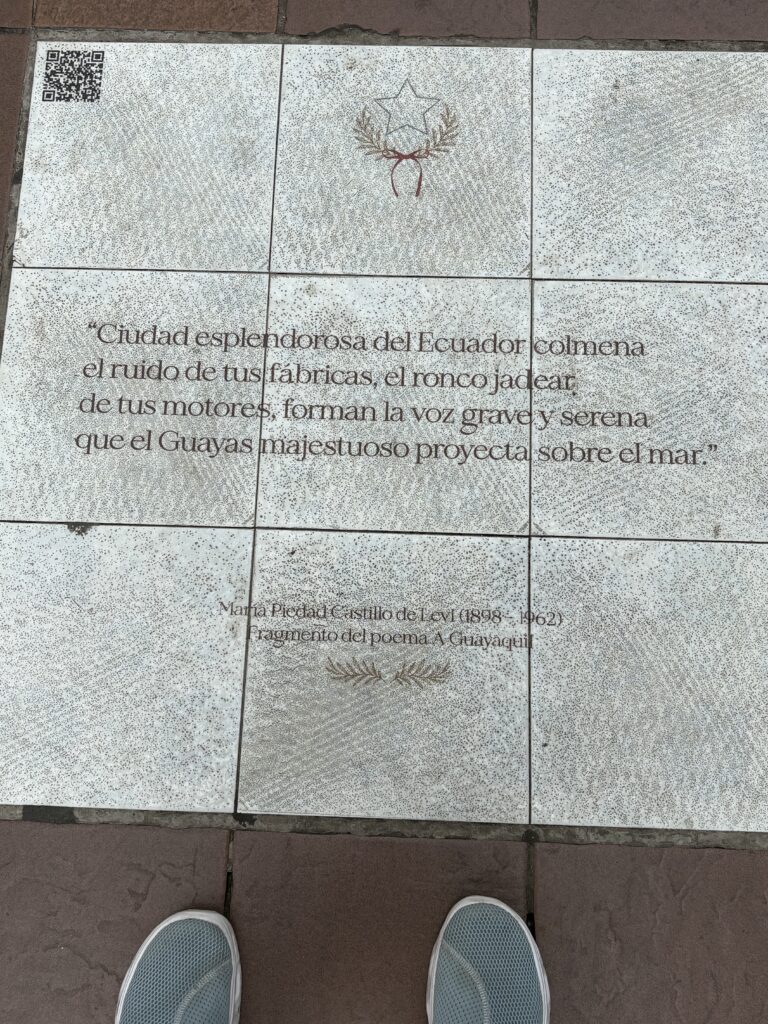 “Ciudad esplendorosa del Ecuador colmena
el ruido de tus fábricas, el ronco jadear
de tus motores, forman la voz grave y serena
que el Guayas majestuoso proyecta sobre el mar.”
María Piedad Castillo de Levi (1898 - 1962)
Fragmento del poema A Guayaquil